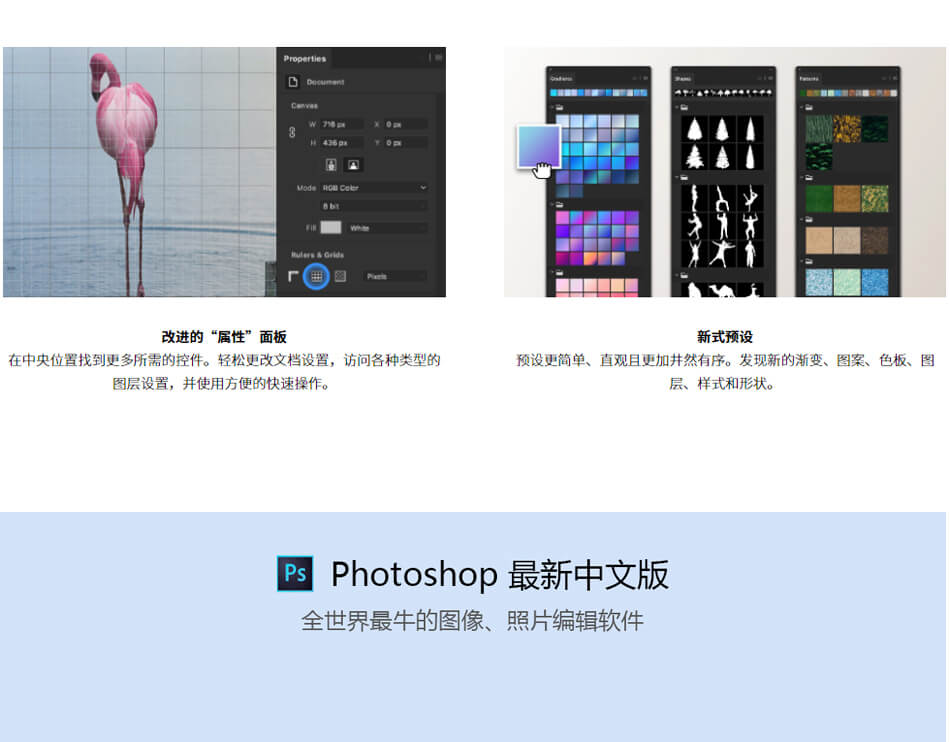 Properties
Document
Canvas
W 716 px X 0 px
H 436 px Y 0 px
Mode RGB Color
8 bit
Fill White
Rulers & Grids
Pixels
Gradients
Shapes
Patterns
改进的“属性”面板
在中央位置找到更多所需的控件。轻松更改文档设置，访问各种类型的
图层设置，并使用方便的快速操作。
新式预设
预设更简单、直观且更加井然有序。发现新的渐变、图案、色板、图
层、样式和形状。
Ps Photoshop 最新中文版
全世界最牛的图像、照片编辑软件